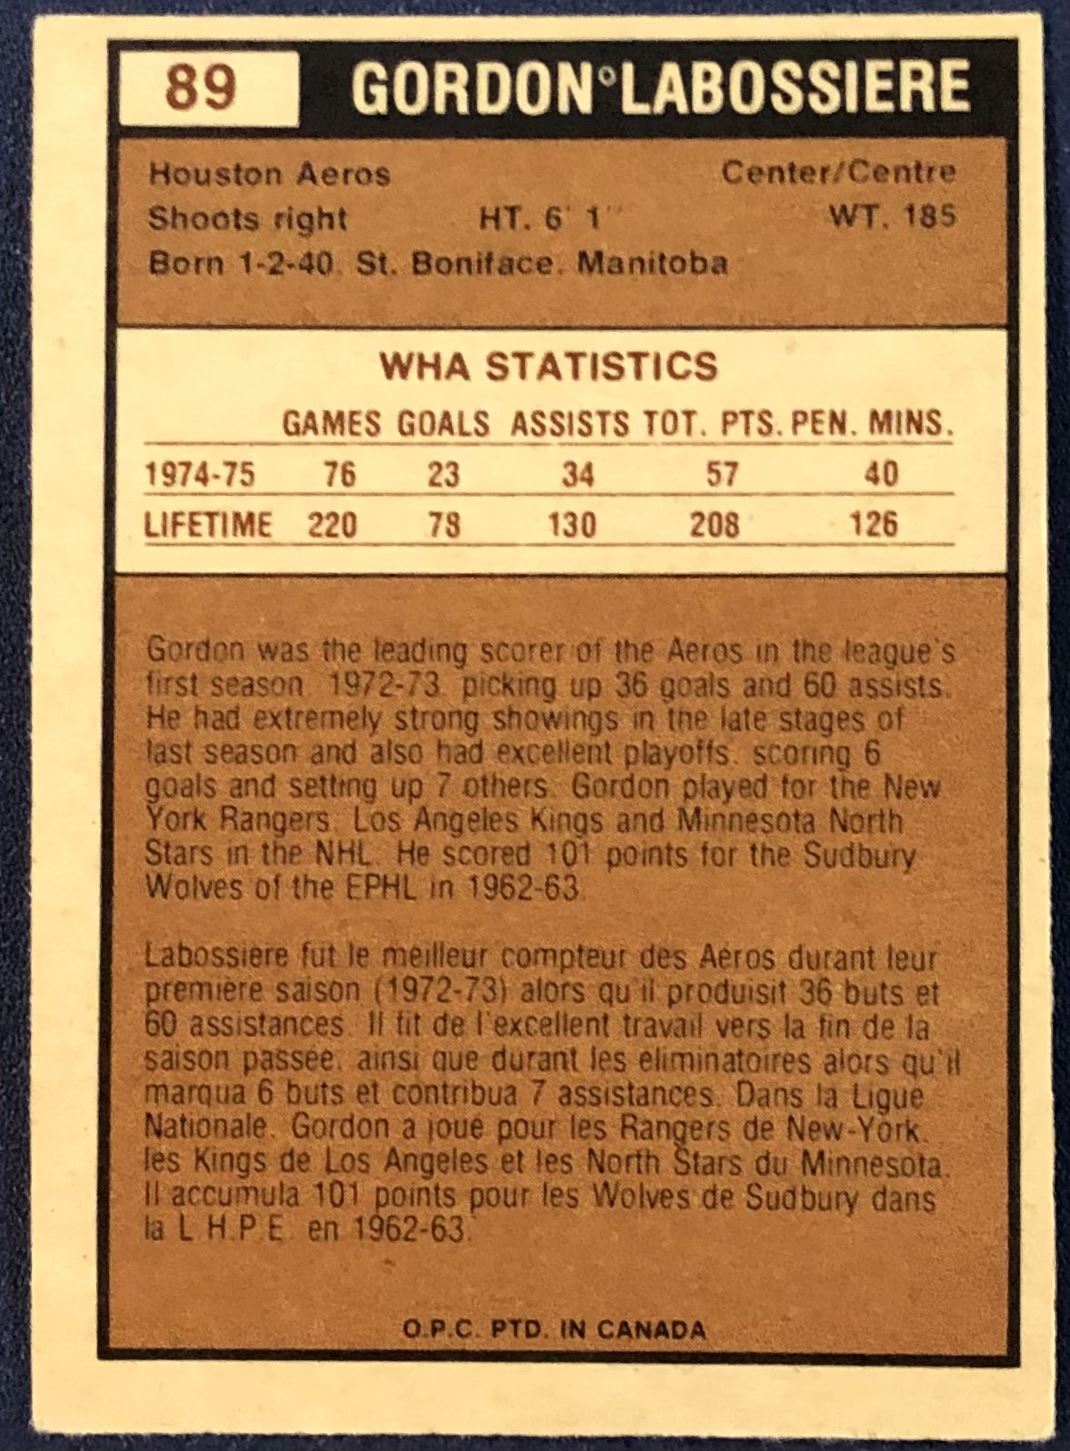 89
GORDON°LABOSSIERE
Houston Aeros Center/Centre
Shoots right HT. 6' 1" WT. 185
Born 1-2-40. St. Boniface, Manitoba
WHA STATISTICS
GAMES GOALS ASSISTS TOT. PTS. PEN. MINS.
1974-75 76 23 34 57 40
LIFETIME 220 78 130 208 126
Gordon was the leading scorer of the Aeros in the league's
first season, 1972-73, picking up 36 goals and 60 assists.
He had extremely strong showings in the late stages of
last season and also had excellent playoffs, scoring 6
goals and setting up 7 others. Gordon played for the New
York Rangers, Los Angeles Kings and Minnesota North
Stars in the NHL. He scored 101 points for the Sudbury
Wolves of the EPHL in 1962-63.
Labossière fut le meilleur compteur des Aéros durant leur
première saison (1972-73) alors qu'il produisit 36 buts et
60 assistances. Il fit de l'excellent travail vers la fin de la
saison passée, ainsi que durant les éliminatoires alors qu'il
marqua 6 buts et contribua 7 assistances. Dans la Ligue
Nationale, Gordon a joué pour les Rangers de New-York,
les Kings de Los Angeles et les North Stars du Minnesota.
Il accumula 101 points pour les Wolves de Sudbury dans
la L.H.P.E. en 1962-63.
O.P.C. PTD. IN CANADA